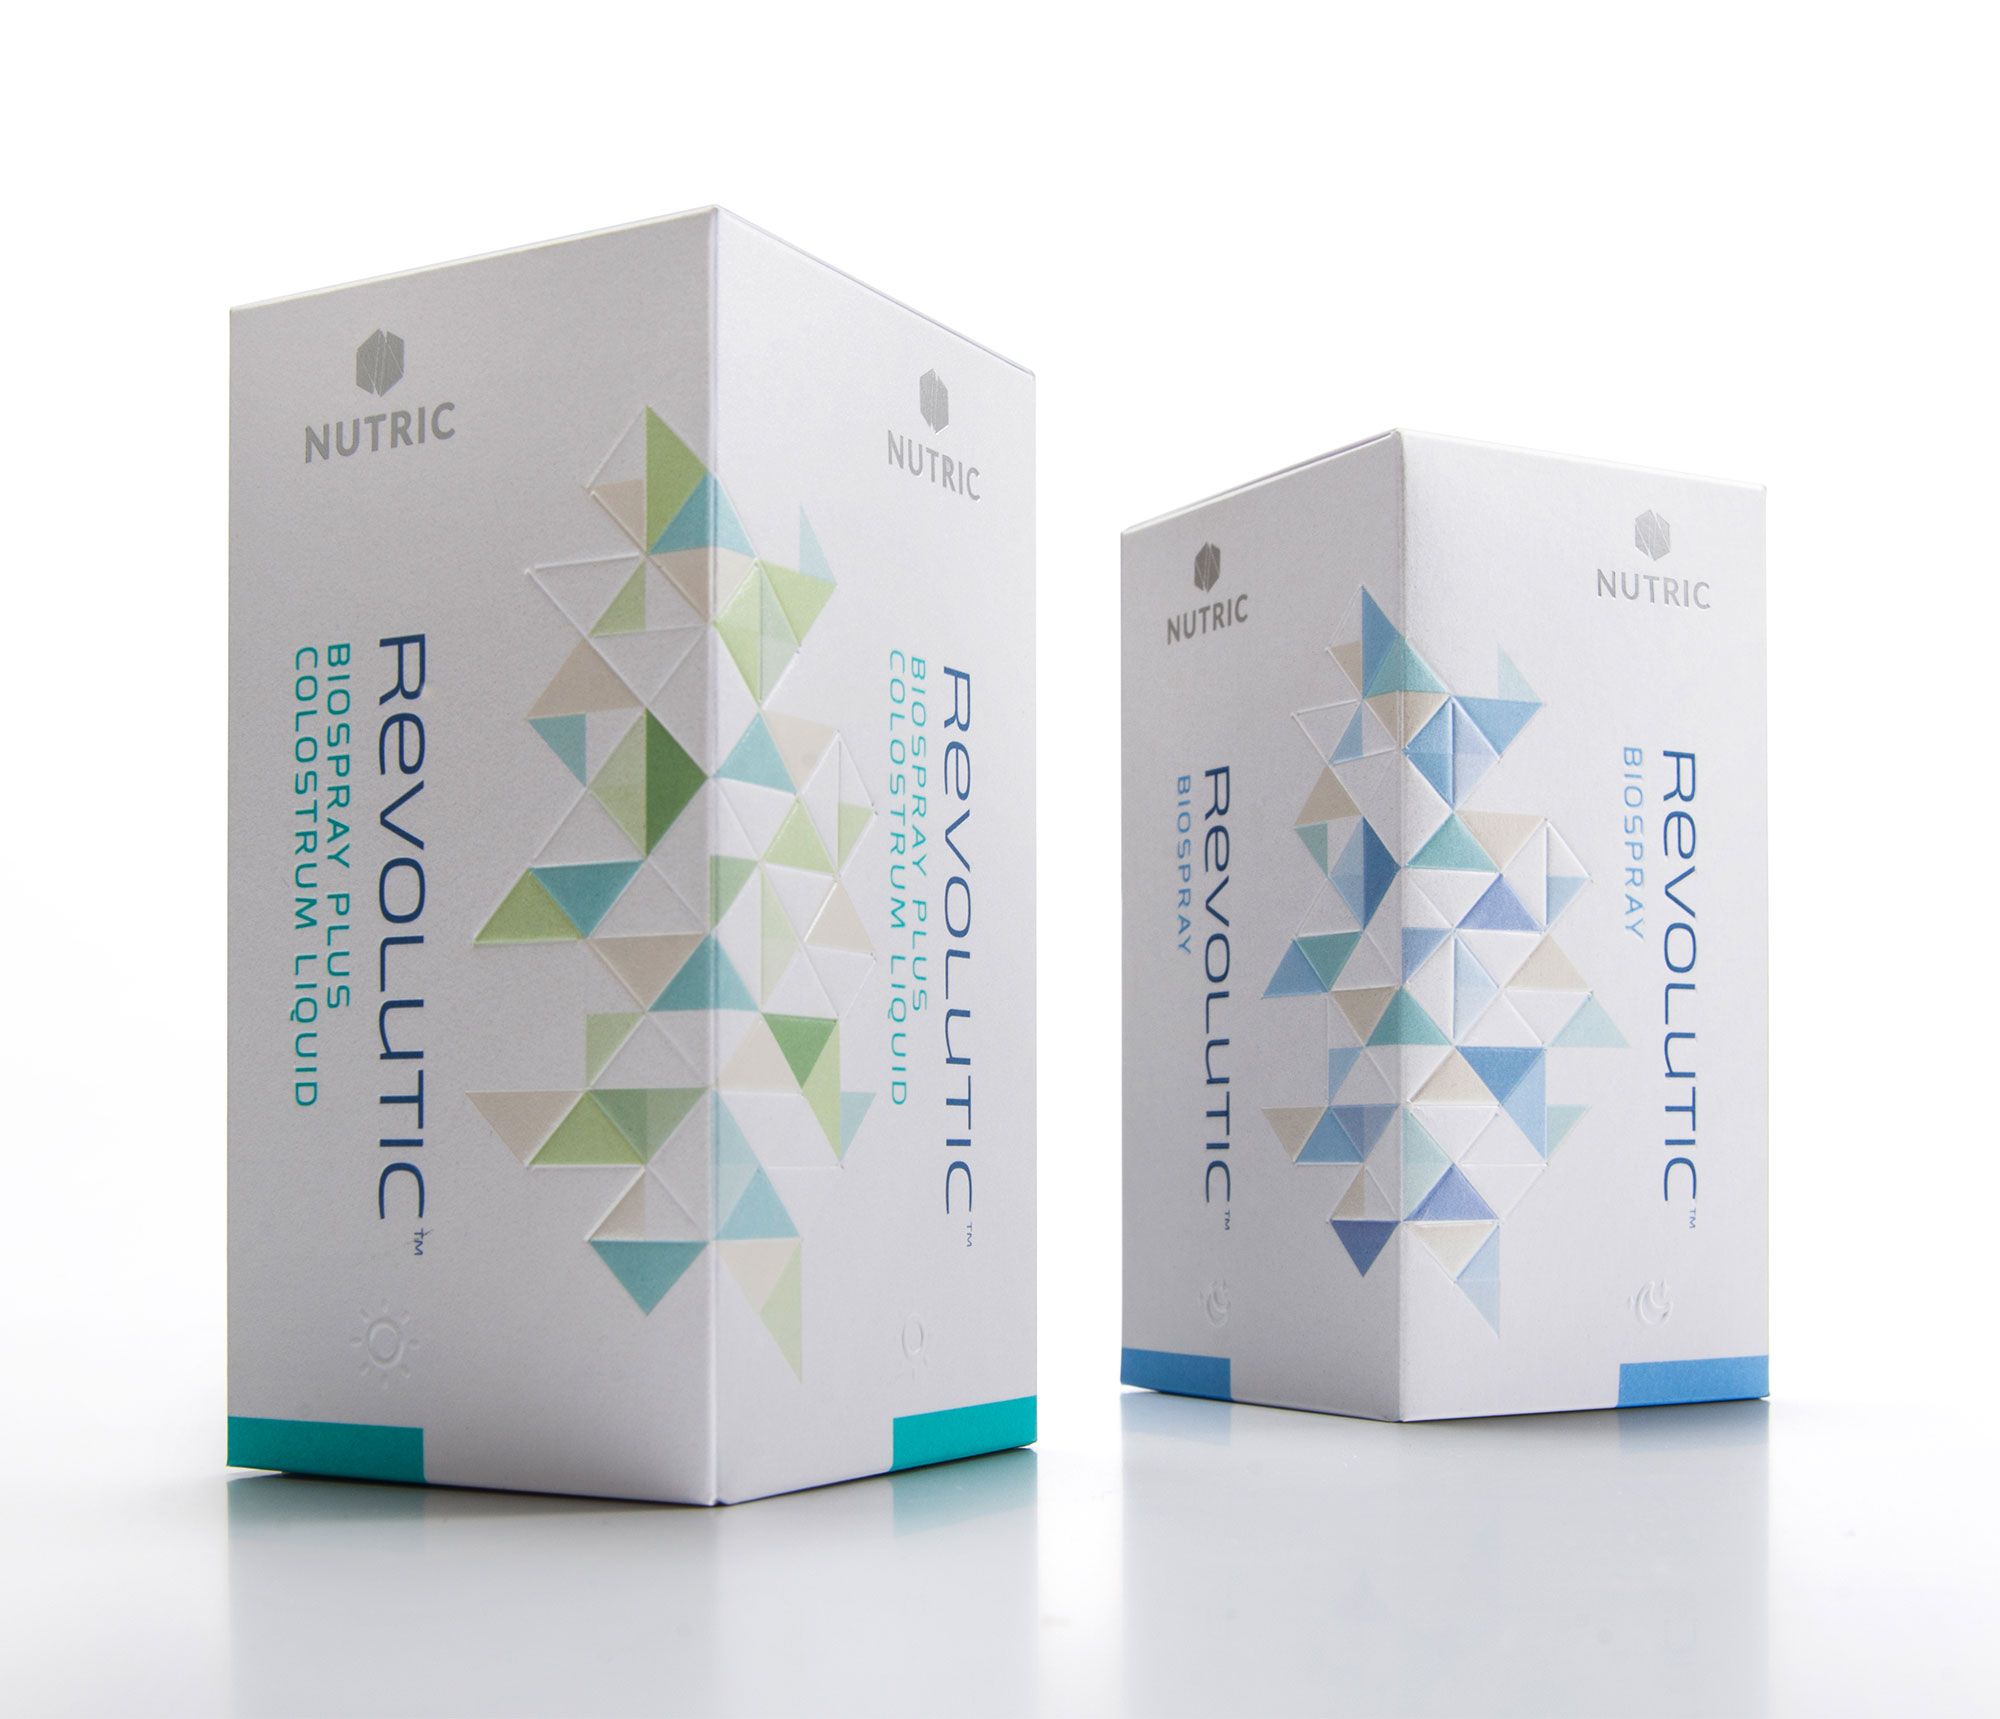 NUTRIC
ReVOLUTIC™
BIOSPRAY PLUS
COLOSTRUM LIQUID
NUTRIC
ReVOLUTIC™
BIOSPRAY PLUS
COLOSTRUM LIQUID
NUTRIC
ReVOLUTIC™
BIOSPRAY
NUTRIC
ReVOLUTIC™
BIOSPRAY